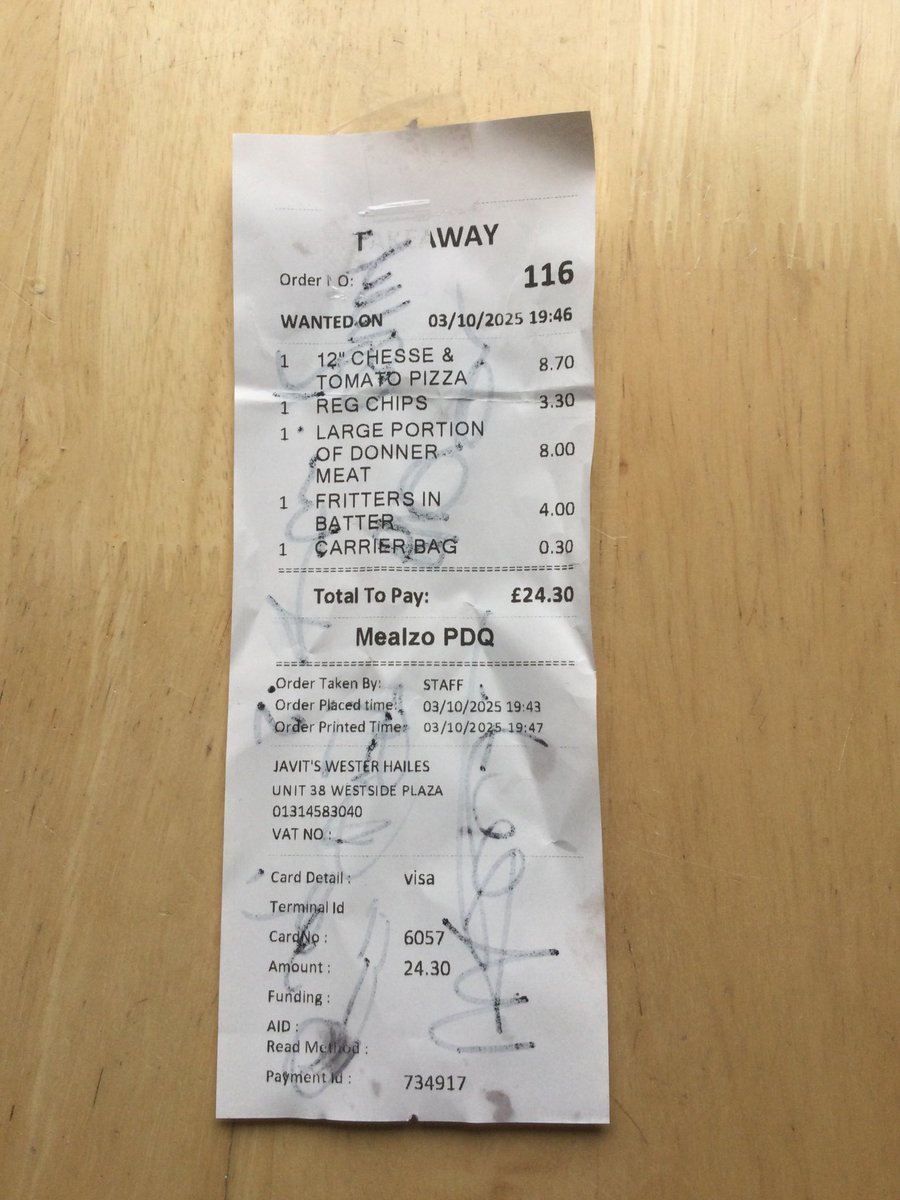 TAKEAWAY
Order NO: 116
WANTED ON 03/10/2025 19:46
1 12" CHESSE & 8.70
TOMATO PIZZA
1 REG CHIPS 3.30
1 LARGE PORTION
OF DONNER 8.00
MEAT
1 FRITTERS IN 4.00
BATTER
1 CARRIER BAG 0.30
Total To Pay: £24.30
Mealzo PDQ
Order Taken By: STAFF
Order Placed time: 03/10/2025 19:43
Order Printed Time: 03/10/2025 19:47
JAVIT'S WESTER HAILES
UNIT 38 WESTSIDE PLAZA
01314583040
VAT NO :
Card Detail : visa
Terminal Id
CardNo : 6057
Amount : 24.30
Funding :
AID :
Read Method :
Payment Id : 734917